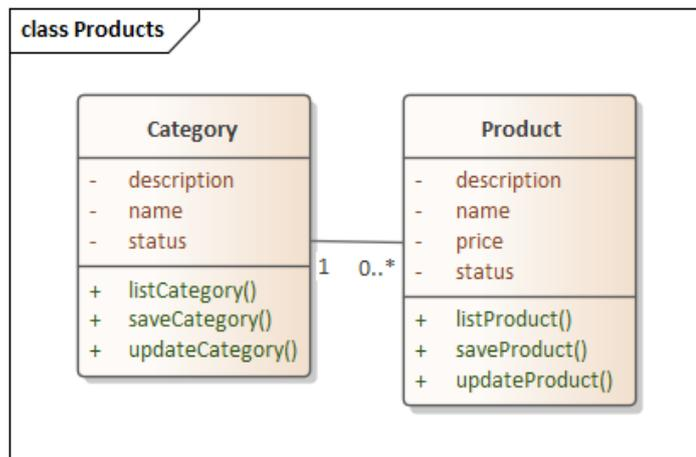 class Products
Category
- description
- name
- status
+ listCategory()
+ saveCategory()
+ updateCategory()
1 0..*
Product
- description
- name
- price
- status
+ listProduct()
+ saveProduct()
+ updateProduct()